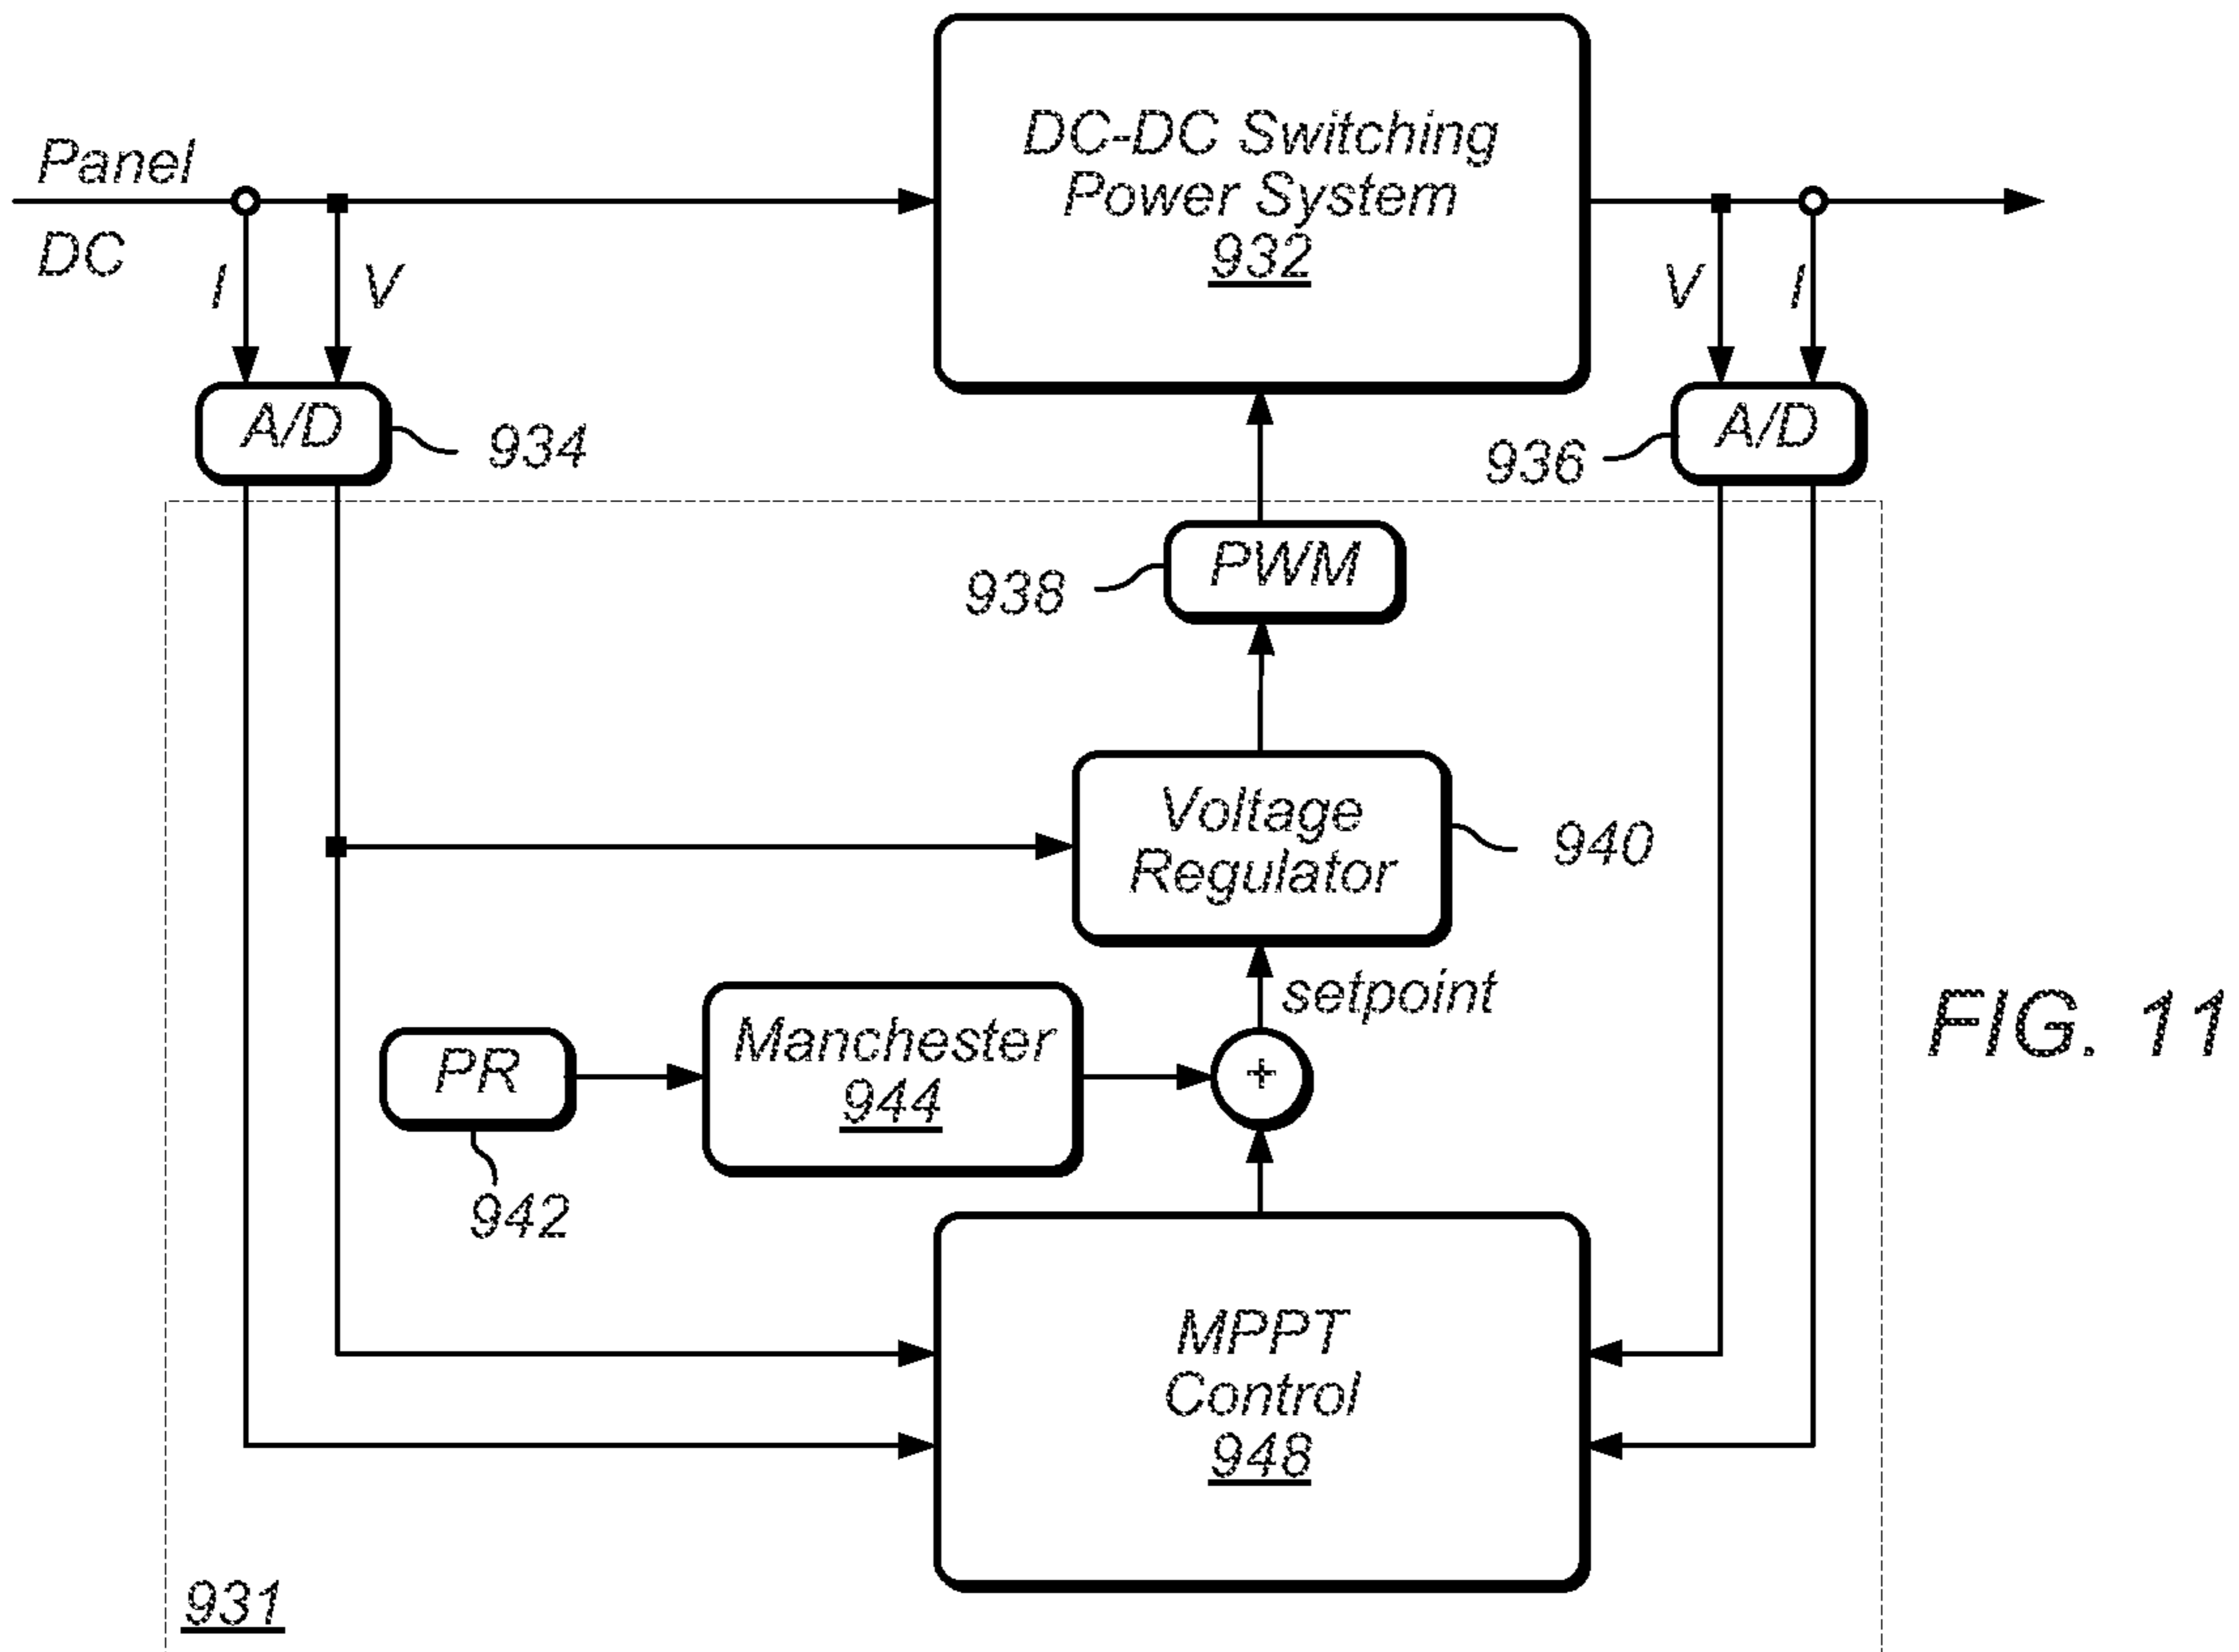 Panel
DC
DC-DC Switching
Power System
932
I
V
V
I
A/D
934
936
A/D
938
PWM
Voltage
Regulator
940
setpoint
PR
942
Manchester
944
+
FIG. 11
MPPT
Control
948
931